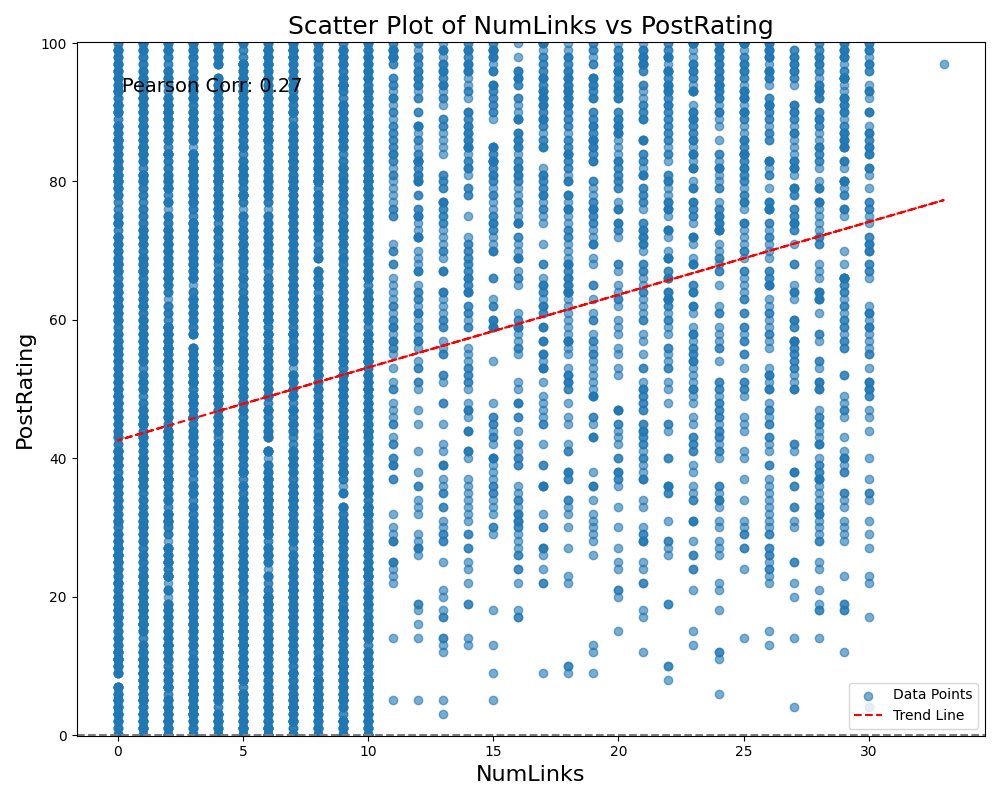 Scatter Plot of NumLinks vs PostRating
Pearson Corr: 0.27
PostRating
100
80
60
40
20
0
0 5 10 15 20 25 30
NumLinks
Data Points
Trend Line